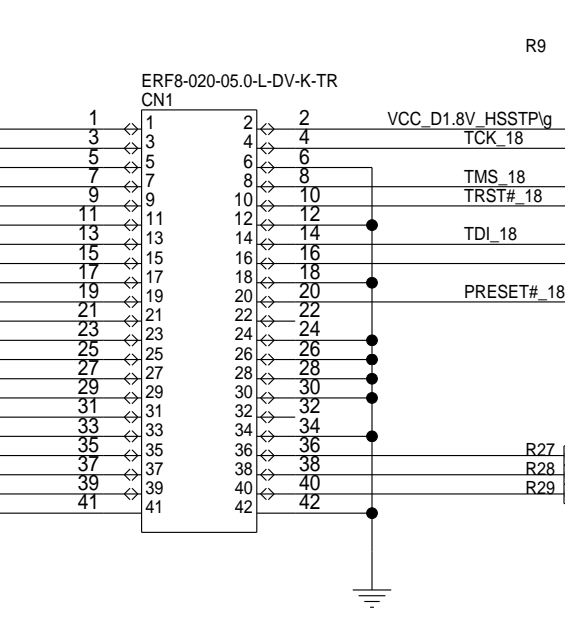 R9
ERF8-020-05.0-L-DV-K-TR
CN1
1 1 2 2 VCC_D1.8V_HSSTP\g
3 3 4 4 TCK_18
5 5 6 6
7 7 8 8 TMS_18
9 9 10 10 TRST#_18
11 11 12 12
13 13 14 14 TDI_18
15 15 16 16
17 17 18 18
19 19 20 20 PRESET#_18
21 21 22 22
23 23 24 24
25 25 26 26
27 27 28 28
29 29 30 30
31 31 32 32
33 33 34 34
35 35 36 36 R27
37 37 38 38 R28
39 39 40 40 R29
41 41 42 42